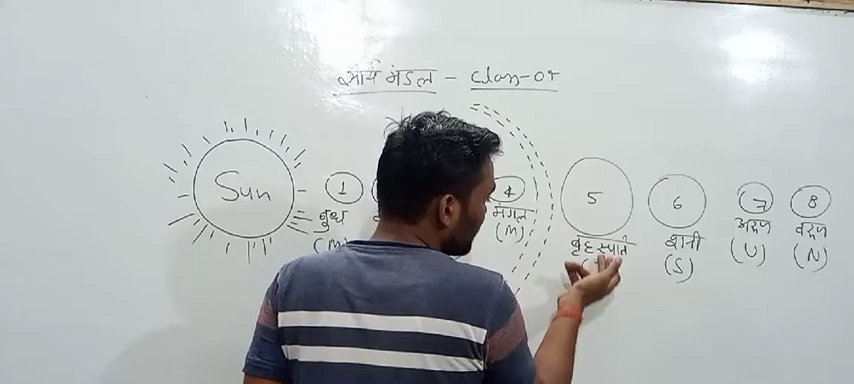 सौर्य मंडल - Class-01
Sun
1
4
5
6
7
8
बुध
मंगल
बृहस्पति
शनी
अरुण
वरुण
(M)
(M)
(S)
(U)
(N)